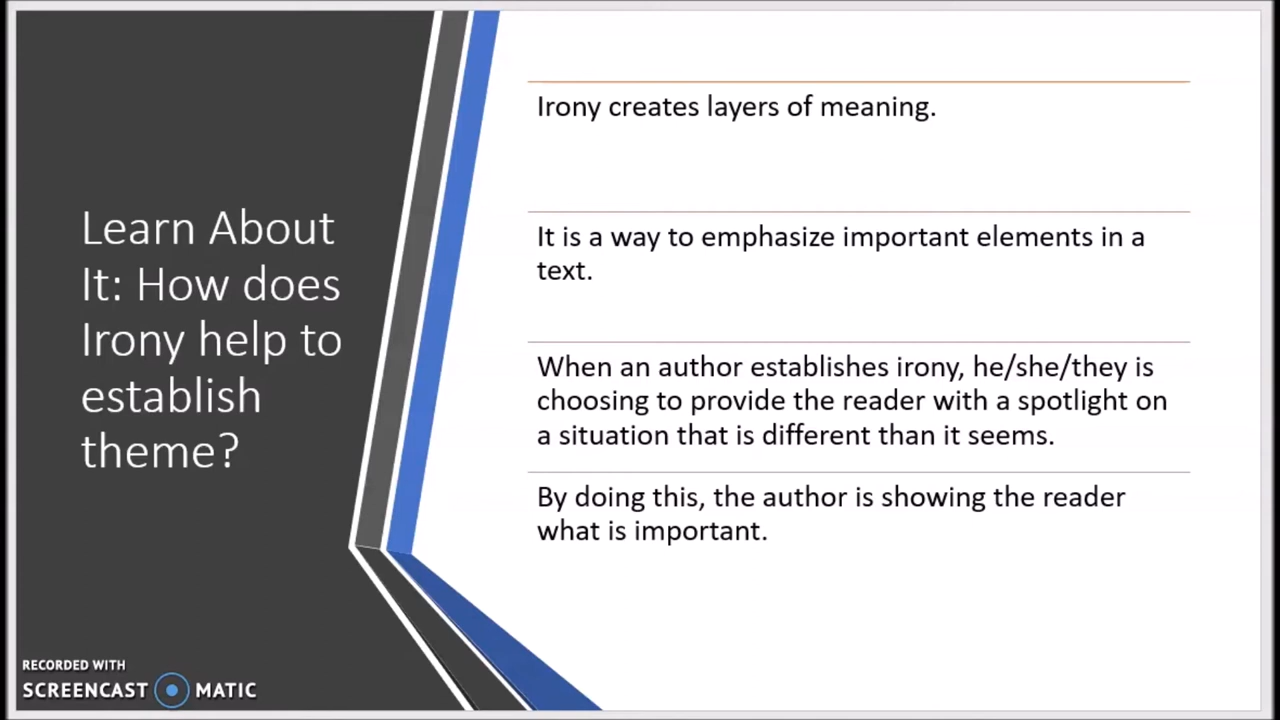 Learn About
It: How does
Irony help to
establish
theme?
Irony creates layers of meaning.
It is a way to emphasize important elements in a
text.
When an author establishes irony, he/she/they is
choosing to provide the reader with a spotlight on
a situation that is different than it seems.
By doing this, the author is showing the reader
what is important.
RECORDED WITH
SCREENCAST MATIC